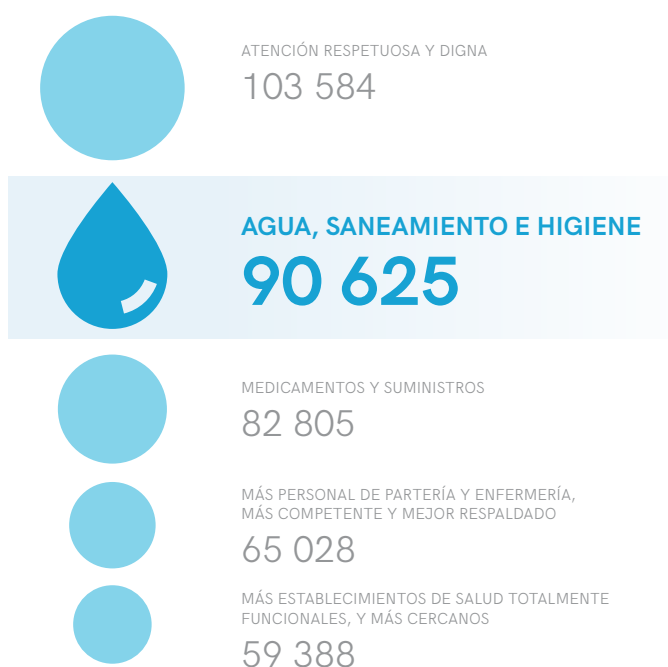 ATENCIÓN RESPETUOSA Y DIGNA
103 584
AGUA, SANEAMIENTO E HIGIENE
90 625
MEDICAMENTOS Y SUMINISTROS
82 805
MÁS PERSONAL DE PARTERÍA Y ENFERMERÍA,
MÁS COMPETENTE Y MEJOR RESPALDADO
65 028
MÁS ESTABLECIMIENTOS DE SALUD TOTALMENTE
FUNCIONALES, Y MÁS CERCANOS
59 388